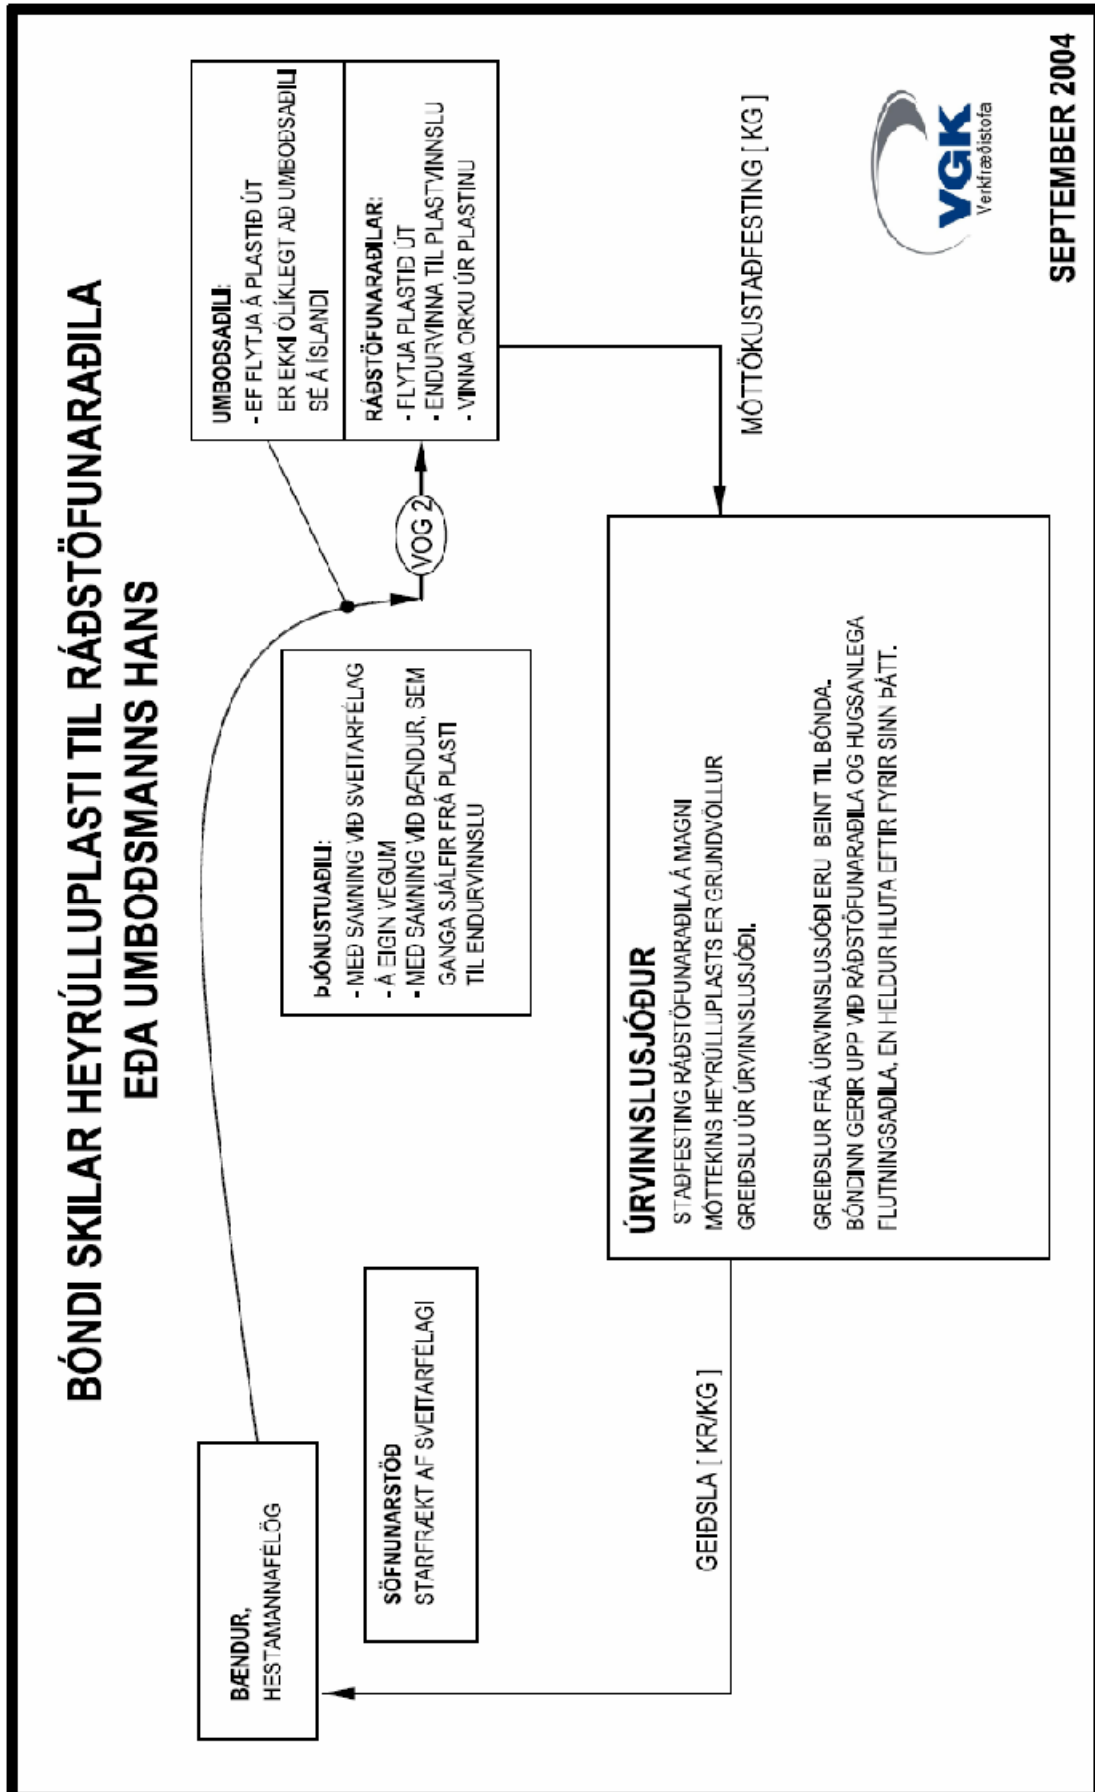 BÓNDI SKILAR HEYRÚLLUPLASTI TIL RÁÐSTÖFUNARAÐILA
EÐA UMBOÐSMANNS HANS
BÆNDUR,
HESTAMANNAFÉLÖG
SÖFNUNARSTÖÐ
STARFRÆKT AF SVEITARFÉLAGI
ÞJÓNUSTUAÐILI:
- MEÐ SAMNING VIÐ SVEITARFÉLAG
- Á EIGIN VEGUM
- MEÐ SAMNING VIÐ BÆNDUR, SEM
GANGA SJÁLFIR FRÁ PLASTI
TIL ENDURVINNSLU
VOG 2
UMBOÐSAÐILI:
- EF FLYTJA Á PLASTIÐ ÚT
ER EKKI ÓLÍKLEGT AÐ UMBOÐSAÐILI
SÉ Á ÍSLANDI
RÁÐSTÖFUNARAÐILAR:
- FLYTJA PLASTIÐ ÚT
- ENDURVINNA TIL PLASTVINNSLU
- VINNA ORKU ÚR PLASTINU
GEIÐSLA [ KR/KG ]
ÚRVINNSLUSJÓÐUR
STAÐFESTING RÁÐSTÖFUNARAÐILA Á MAGNI
MÓTTEKINS HEYRÚLLUPLASTS ER GRUNDVÖLLUR
GREIÐSLU ÚR ÚRVINNSLUSJÓÐI.
GREIÐSLUR FRÁ ÚRVINNSLUSJÓÐI ERU BEINT TIL BÓNDA.
BÓNDINN GERIR UPP VIÐ RÁÐSTÖFUNARAÐILA OG HUGSANLEGA
FLUTNINGSAÐILA, EN HELDUR HLUTA EFTIR FYRIR SINN ÞÁTT.
MÓTTÖKUSTAÐFESTING [ KG ]
VGK
Verkfræðistofa
SEPTEMBER 2004